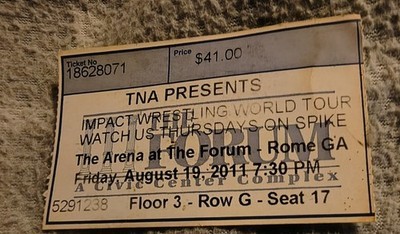 Ticket No
18628071
Price
$41.00
TNA PRESENTS
IMPACT WRESTLING WORLD TOUR
WATCH US THURSDAYS ON SPIKE
THE
FORUM
The Arena at The Forum - Rome GA
Friday, August 19, 2011 7:30 PM
A Civic Center Complex
5291238
Floor 3 - Row G - Seat 17